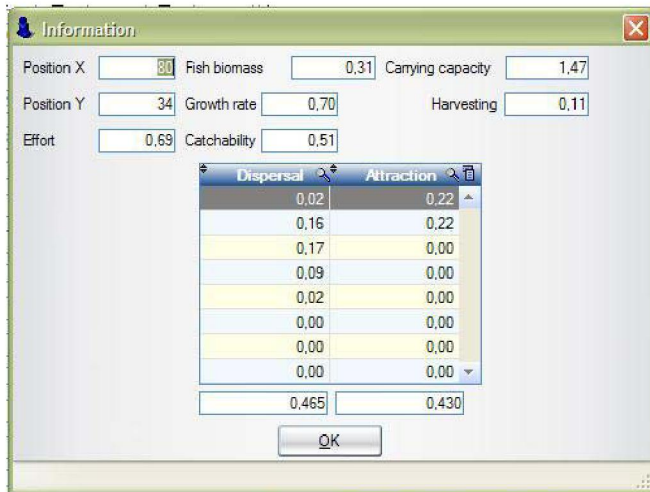 Information
Position X 80 Fish biomass 0,31 Carrying capacity 1,47
Position Y 34 Growth rate 0,70 Harvesting 0,11
Effort 0,69 Catchability 0,51
Dispersal Attraction
0,02 0,22
0,16 0,22
0,17 0,00
0,09 0,00
0,02 0,00
0,00 0,00
0,00 0,00
0,00 0,00
0,465 0,430
OK